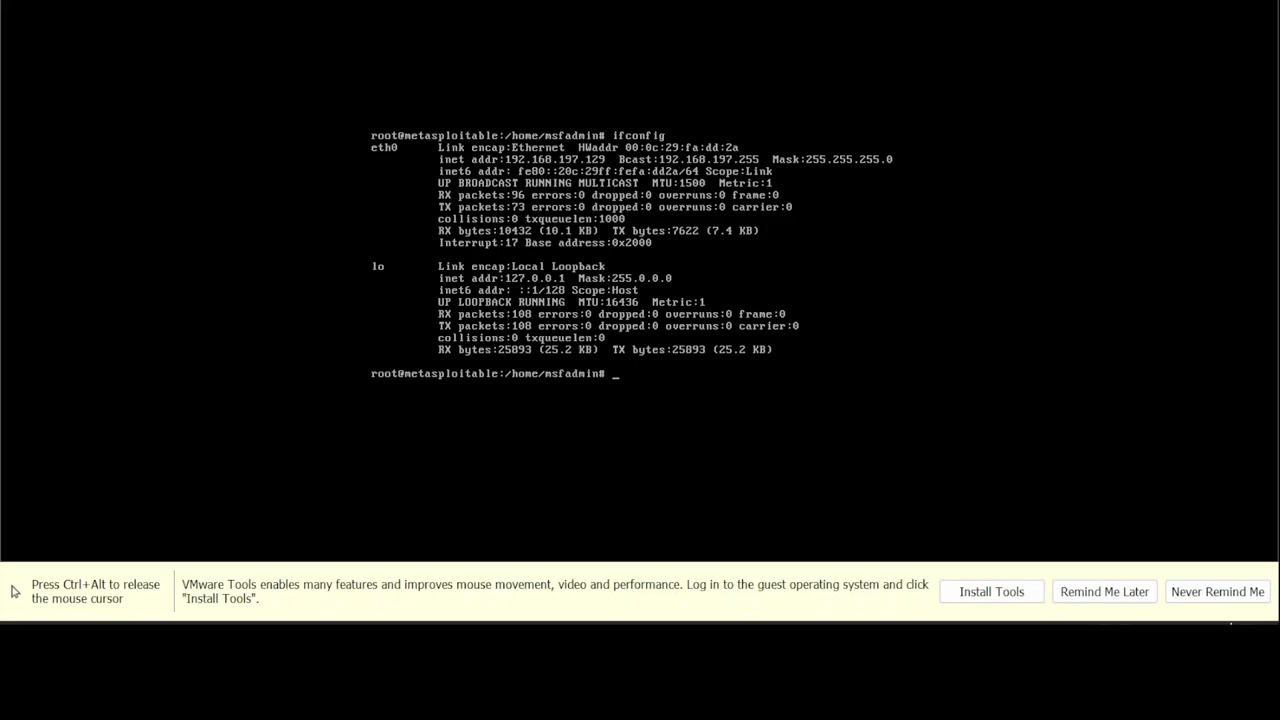 root@metasploitable:/home/msfadmin# ifconfig
eth0 Link encap:Ethernet HWaddr 00:0c:29:fa:dd:2a
inet addr:192.168.197.129 Bcast:192.168.197.255 Mask:255.255.255.0
inet6 addr: fe80::20c:29ff:fefa:dd2a/64 Scope:Link
UP BROADCAST RUNNING MULTICAST MTU:1500 Metric:1
RX packets:96 errors:0 dropped:0 overruns:0 frame:0
TX packets:73 errors:0 dropped:0 overruns:0 carrier:0
collisions:0 txqueuelen:1000
RX bytes:10432 (10.1 KB) TX bytes:7622 (7.4 KB)
Interrupt:17 Base address:0x2000
lo Link encap:Local Loopback
inet addr:127.0.0.1 Mask:255.0.0.0
inet6 addr: ::1/128 Scope:Host
UP LOOPBACK RUNNING MTU:16436 Metric:1
RX packets:108 errors:0 dropped:0 overruns:0 frame:0
TX packets:108 errors:0 dropped:0 overruns:0 carrier:0
collisions:0 txqueuelen:0
RX bytes:25893 (25.2 KB) TX bytes:25893 (25.2 KB)
root@metasploitable:/home/msfadmin# _
Press Ctrl+Alt to release
the mouse cursor
VMware Tools enables many features and improves mouse movement, video and performance. Log in to the guest operating system and click
"Install Tools".
Install Tools
Remind Me Later
Never Remind Me